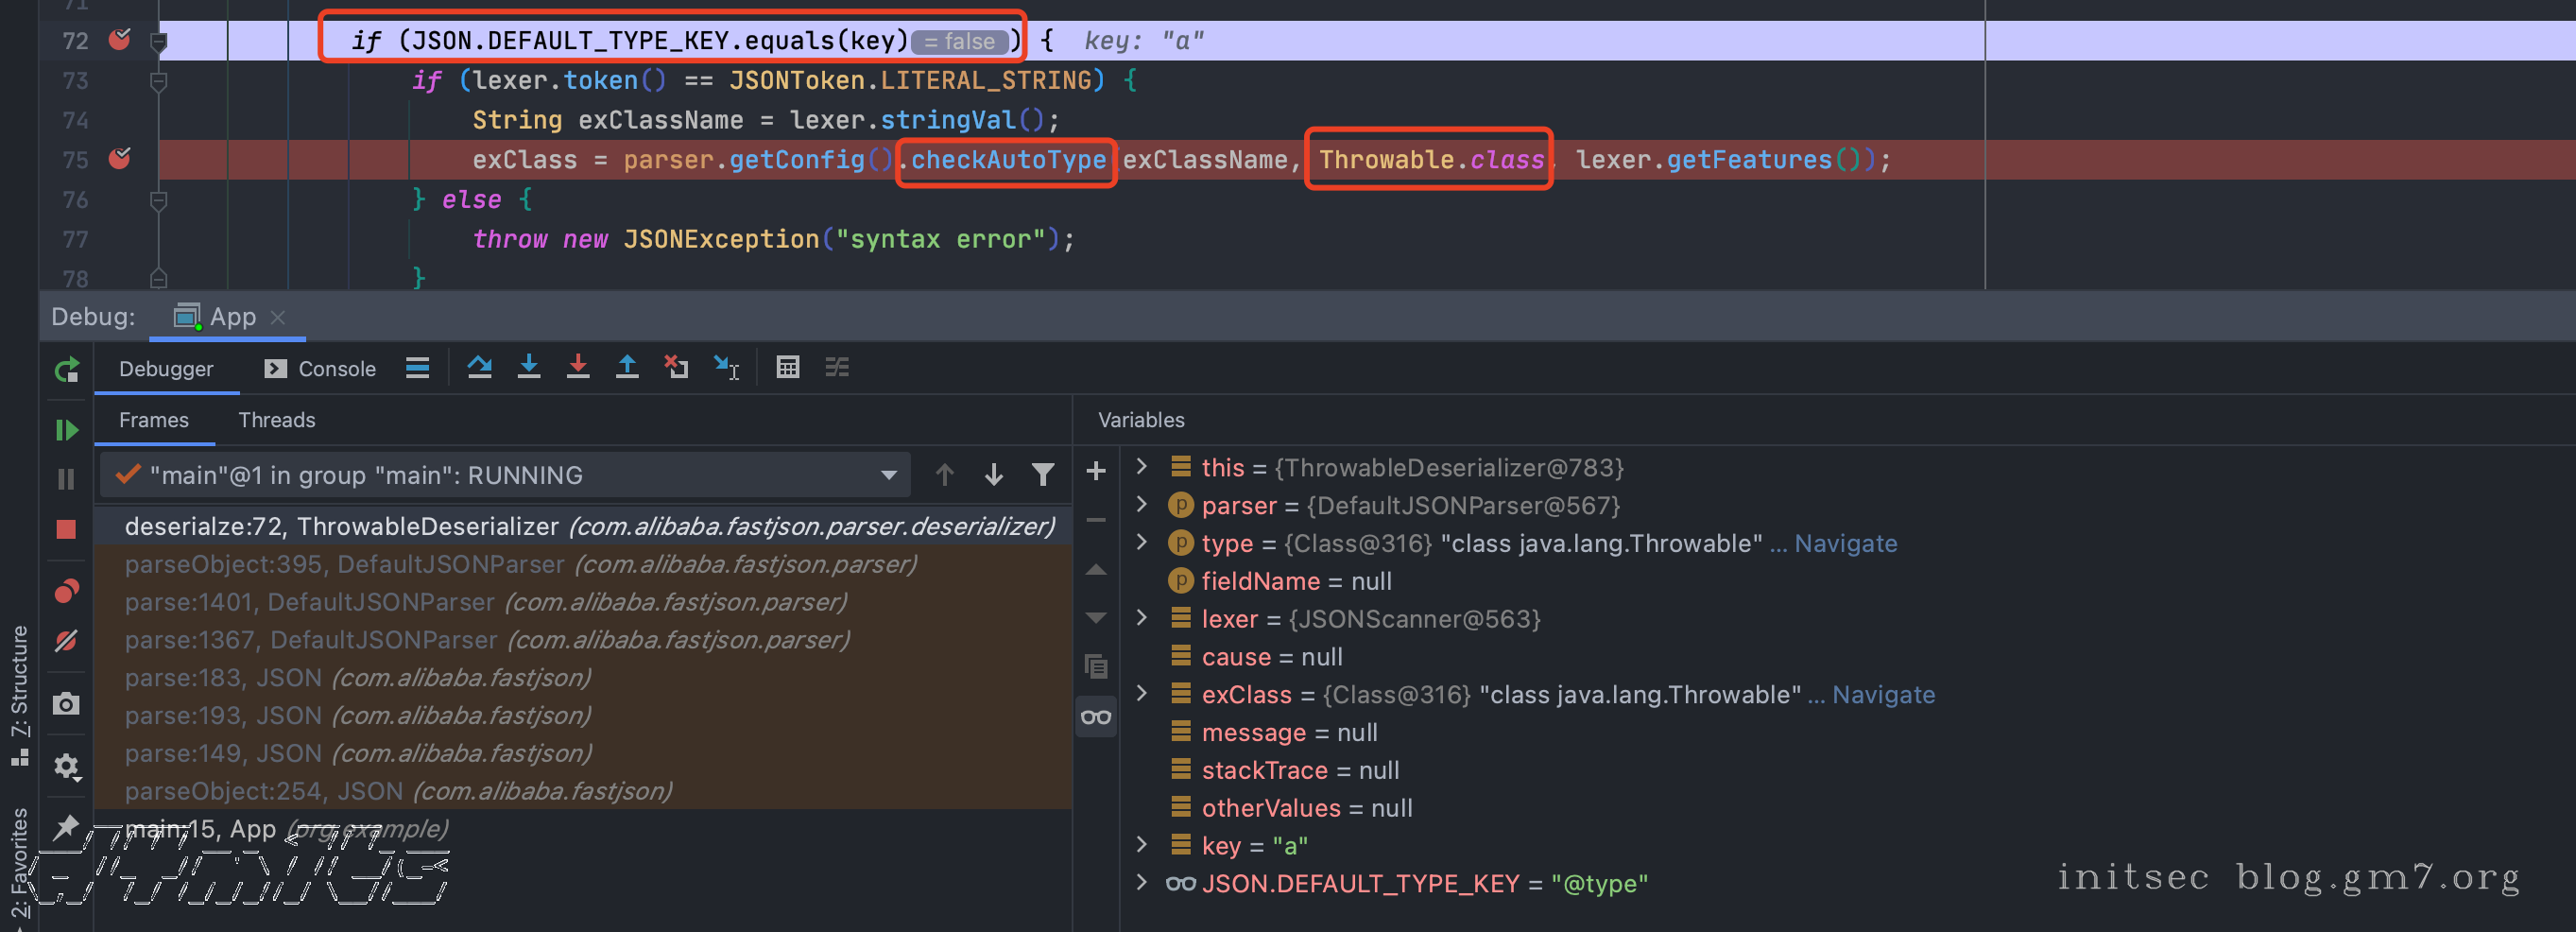 71
72 if (JSON.DEFAULT_TYPE_KEY.equals(key) = false ) { key: "a"
73 if (lexer.token() == JSONToken.LITERAL_STRING) {
74 String exClassName = lexer.stringVal();
75 exClass = parser.getConfig().checkAutoType(exClassName, Throwable.class, lexer.getFeatures());
76 } else {
77 throw new JSONException("syntax error");
78 }
Debug: App
Debugger Console
Frames Threads
"main"@1 in group "main": RUNNING
deserialze:72, ThrowableDeserializer (com.alibaba.fastjson.parser.deserializer)
parseObject:395, DefaultJSONParser (com.alibaba.fastjson.parser)
parse:1401, DefaultJSONParser (com.alibaba.fastjson.parser)
parse:1367, DefaultJSONParser (com.alibaba.fastjson.parser)
parse:183, JSON (com.alibaba.fastjson)
parse:193, JSON (com.alibaba.fastjson)
parse:149, JSON (com.alibaba.fastjson)
parseObject:254, JSON (com.alibaba.fastjson)
main:15, App (org.example)
Variables
this = {ThrowableDeserializer@783}
p parser = {DefaultJSONParser@567}
p type = {Class@316} "class java.lang.Throwable" ... Navigate
p fieldName = null
lexer = {JSONScanner@563}
cause = null
exClass = {Class@316} "class java.lang.Throwable" ... Navigate
message = null
stackTrace = null
otherValues = null
key = "a"
JSON.DEFAULT_TYPE_KEY = "@type"
7: Structure
2: Favorites
initsec blog.gm7.org